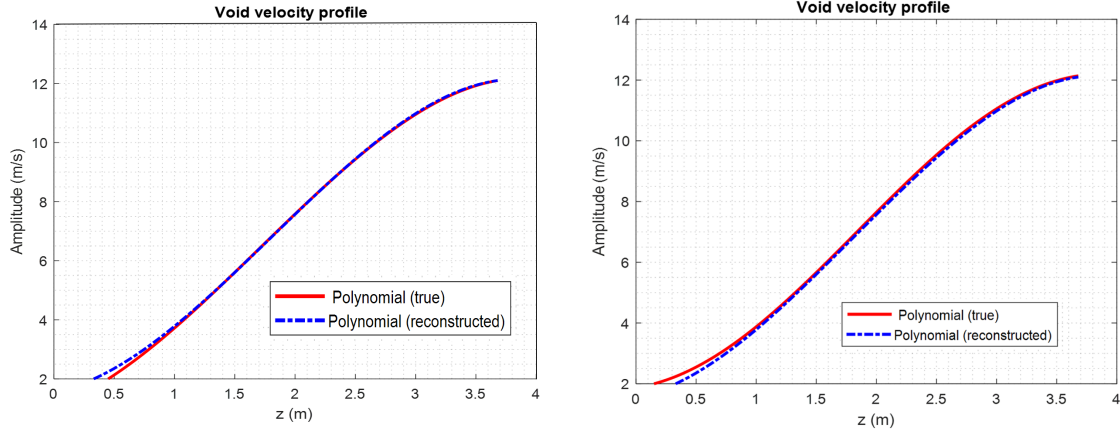 Void velocity profile
14
12
10
8
6
4
2
Amplitude (m/s)
Polynomial (true)
Polynomial (reconstructed)
0 0.5 1 1.5 2 2.5 3 3.5 4
z (m)
Void velocity profile
14
12
10
8
6
4
2
Amplitude (m/s)
Polynomial (true)
Polynomial (reconstructed)
0 0.5 1 1.5 2 2.5 3 3.5 4
z (m)